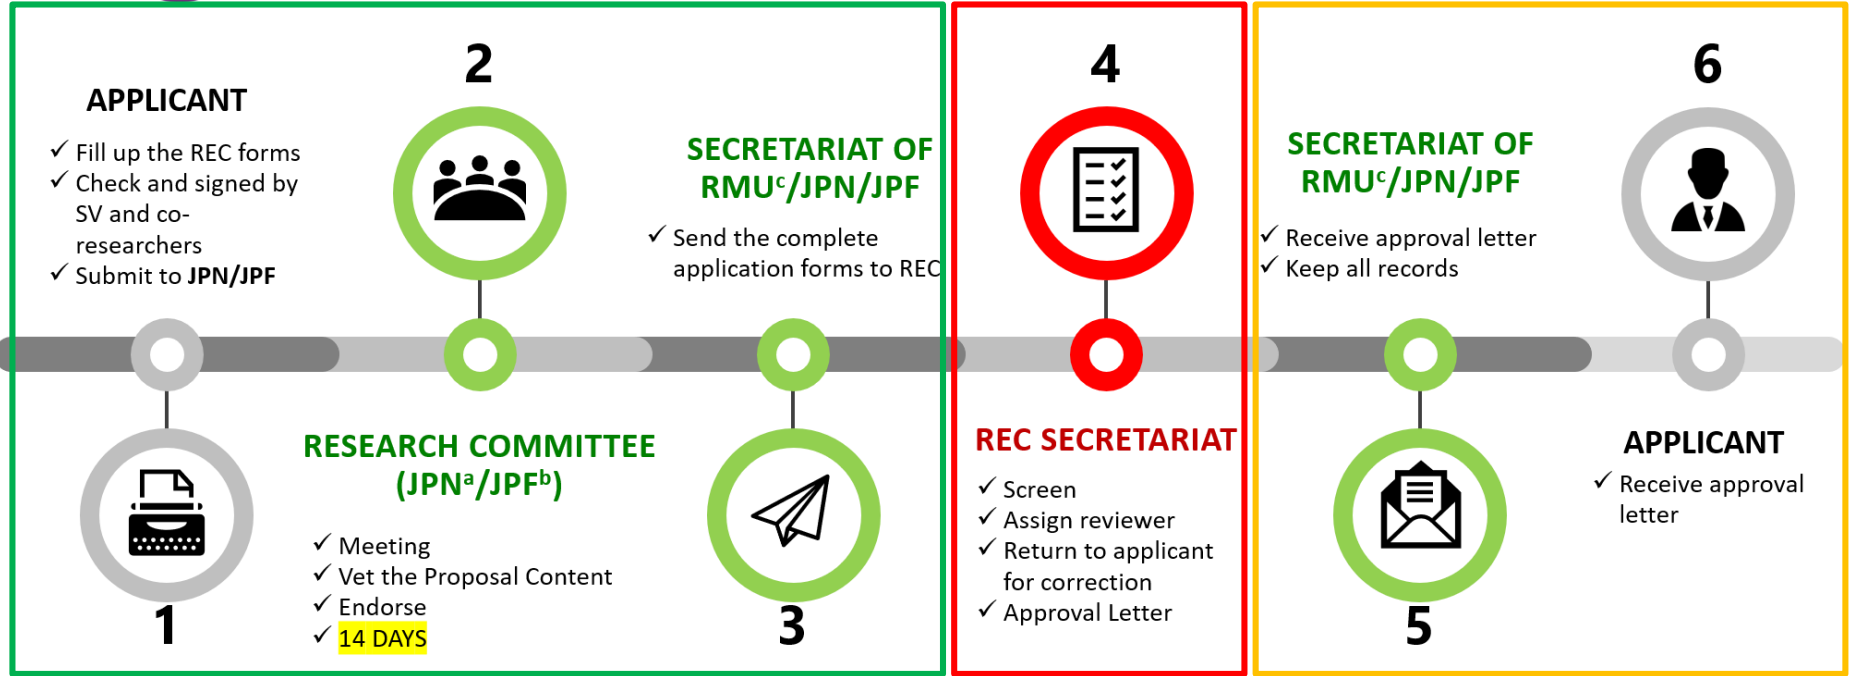 APPLICANT
✓ Fill up the REC forms
✓ Check and signed by
SV and co-
researchers
✓ Submit to JPN/JPF
1
2
RESEARCH COMMITTEE
(JPNᵃ/JPFᵇ)
✓ Meeting
✓ Vet the Proposal Content
✓ Endorse
✓ 14 DAYS
SECRETARIAT OF
RMUᶜ/JPN/JPF
✓ Send the complete
application forms to REC
3
4
REC SECRETARIAT
✓ Screen
✓ Assign reviewer
✓ Return to applicant
for correction
✓ Approval Letter
SECRETARIAT OF
RMUᶜ/JPN/JPF
✓ Receive approval letter
✓ Keep all records
5
6
APPLICANT
✓ Receive approval
letter